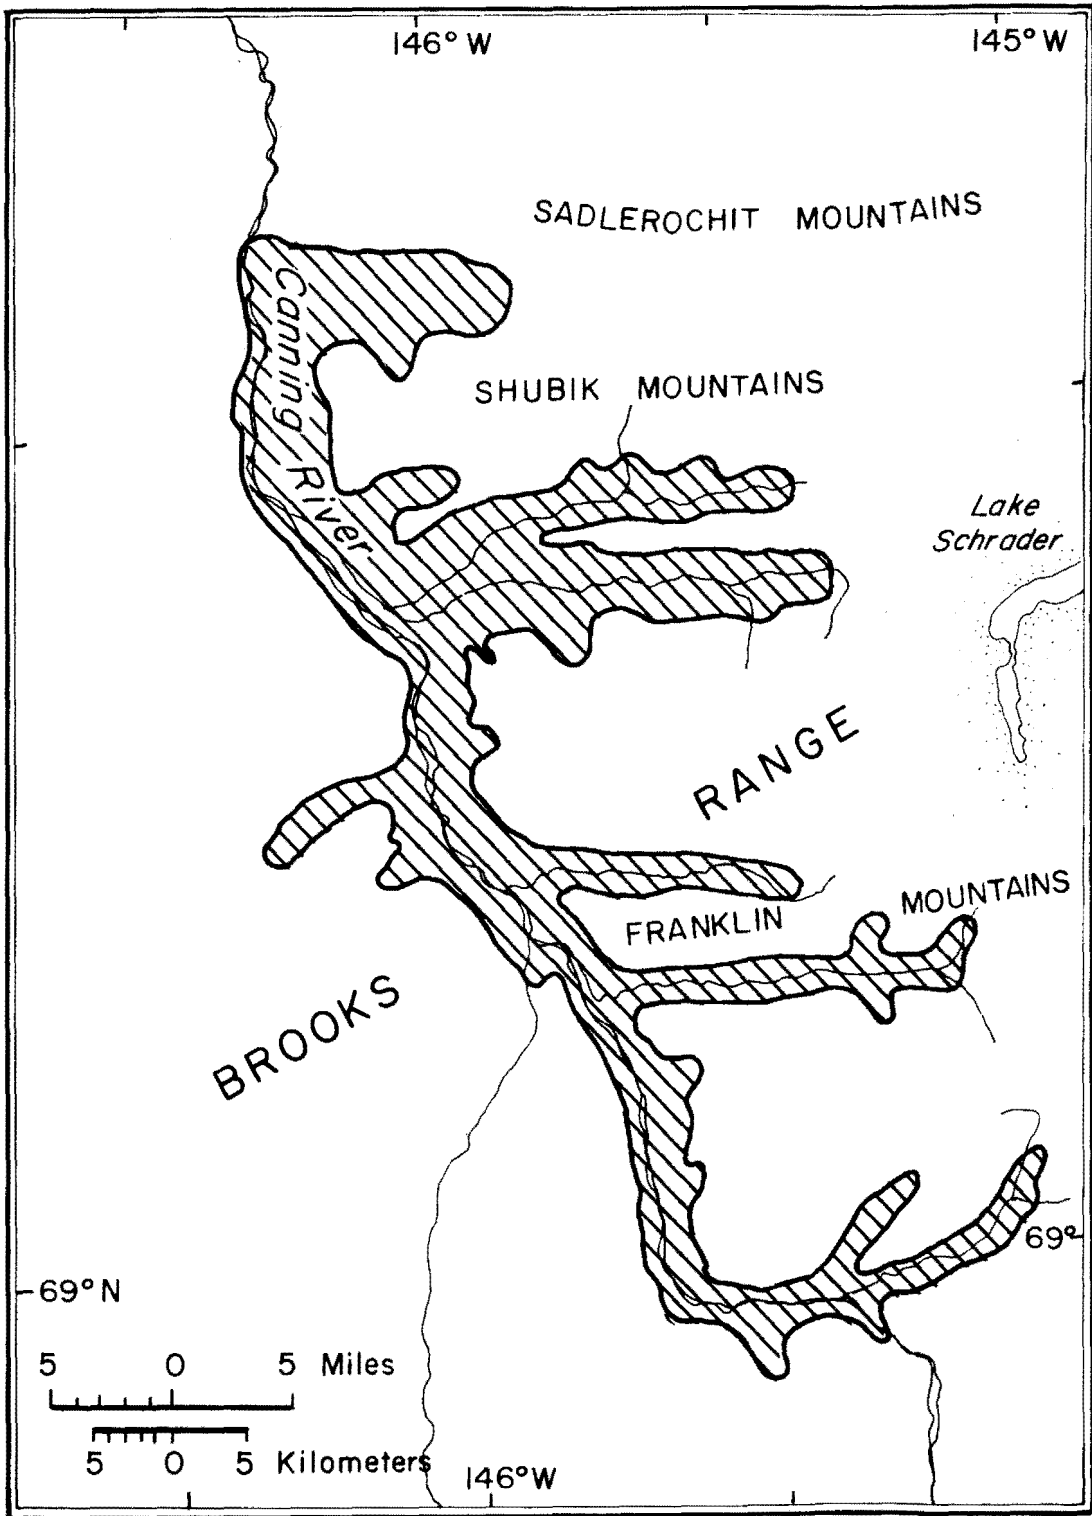 146° W
145° W
SADLEROCHIT MOUNTAINS
Canning River
SHUBIK MOUNTAINS
Lake
Schrader
RANGE
FRANKLIN MOUNTAINS
BROOKS
69°
69° N
5 0 5 Miles
5 0 5 Kilometers
146° W